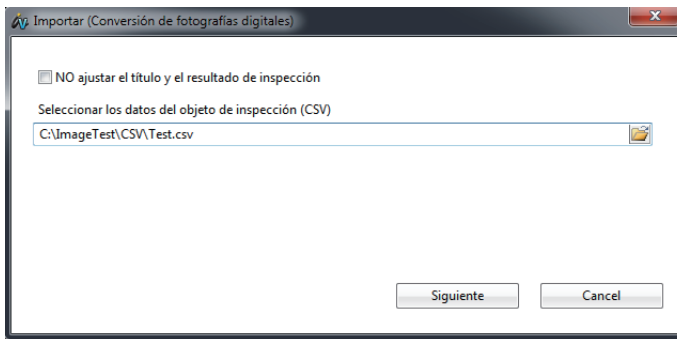 Importar (Conversión de fotografías digitales)
NO ajustar el título y el resultado de inspección
Seleccionar los datos del objeto de inspección (CSV)
C:\ImageTest\CSV\Test.csv
Siguiente
Cancel